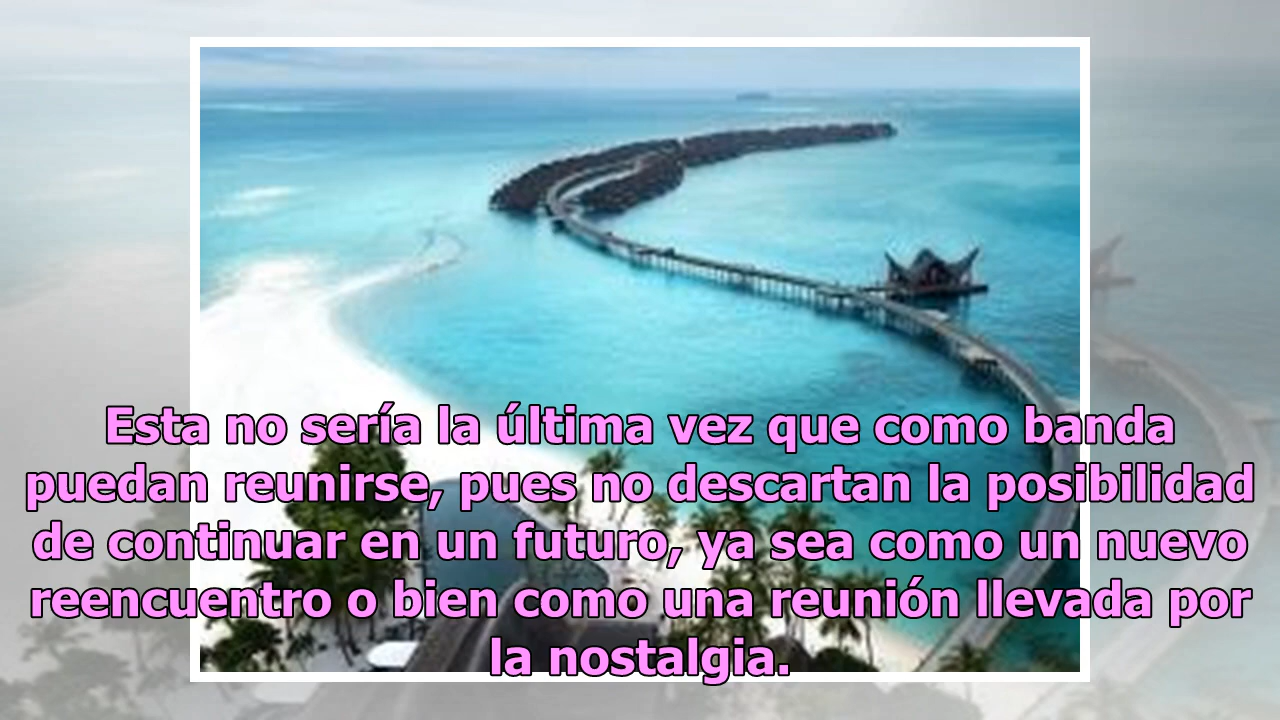 Esta no sería la última vez que como banda
puedan reunirse, pues no descartan la posibilidad
de continuar en un futuro, ya sea como un nuevo
reencuentro o bien como una reunión llevada por
la nostalgia.